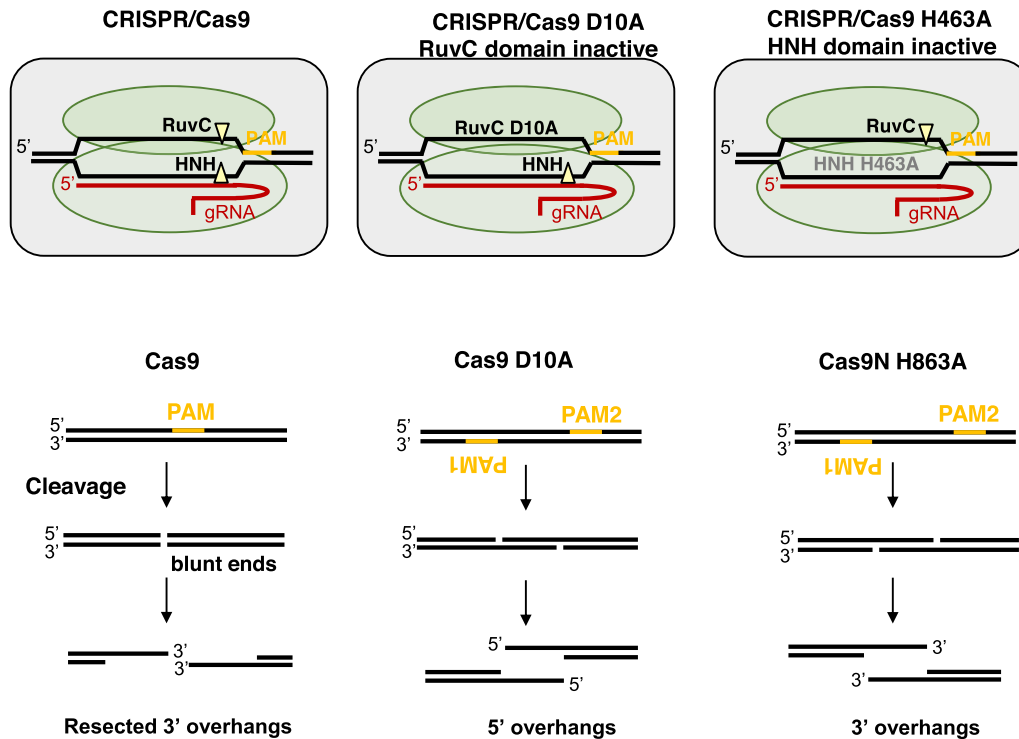 CRISPR/Cas9
CRISPR/Cas9 D10A
RuvC domain inactive
CRISPR/Cas9 H463A
HNH domain inactive
RuvC
PAM
5’
HNH
5’
gRNA
RuvC D10A
PAM
5’
HNH
5’
gRNA
RuvC
PAM
5’
HNH H463A
5’
gRNA
Cas9
PAM
5’
3’
Cleavage
5’
3’
blunt ends
3’
3’
Resected 3’ overhangs
Cas9 D10A
PAM2
5’
3’
PAM1
5’
3’
5’
5’
5’ overhangs
Cas9N H863A
PAM2
5’
3’
PAM1
5’
3’
3’
3’
3’ overhangs